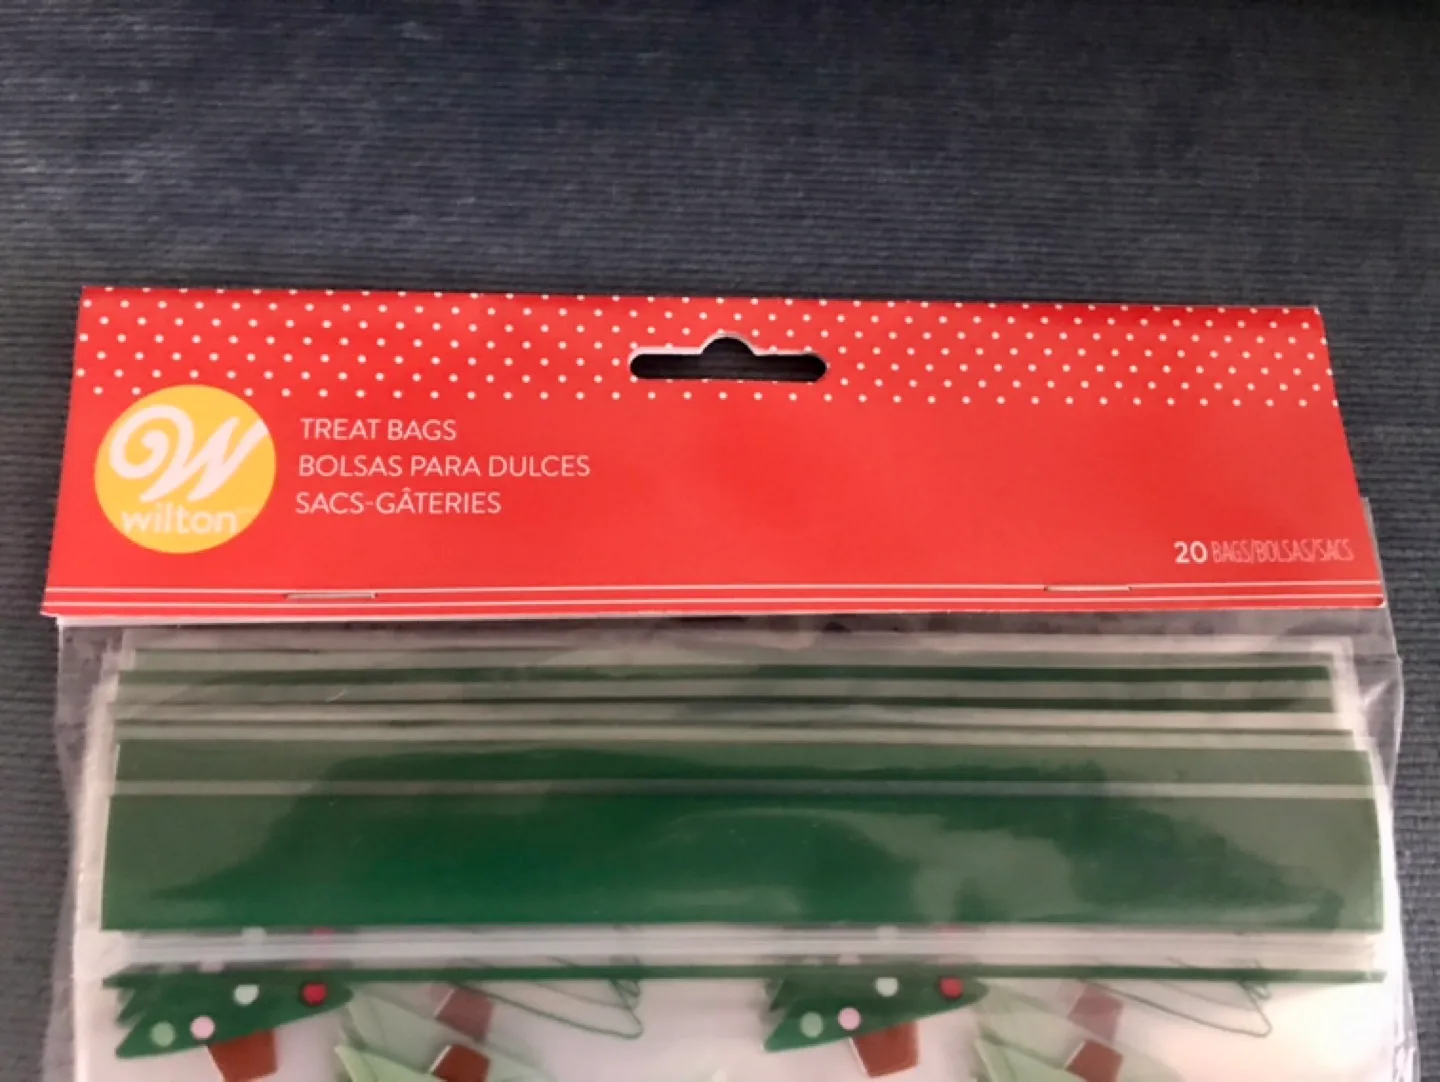 W
wilton
TREAT BAGS
BOLSAS PARA DULCES
SACS-GÂTERIES
20 BAGS/BOLSAS/SACS